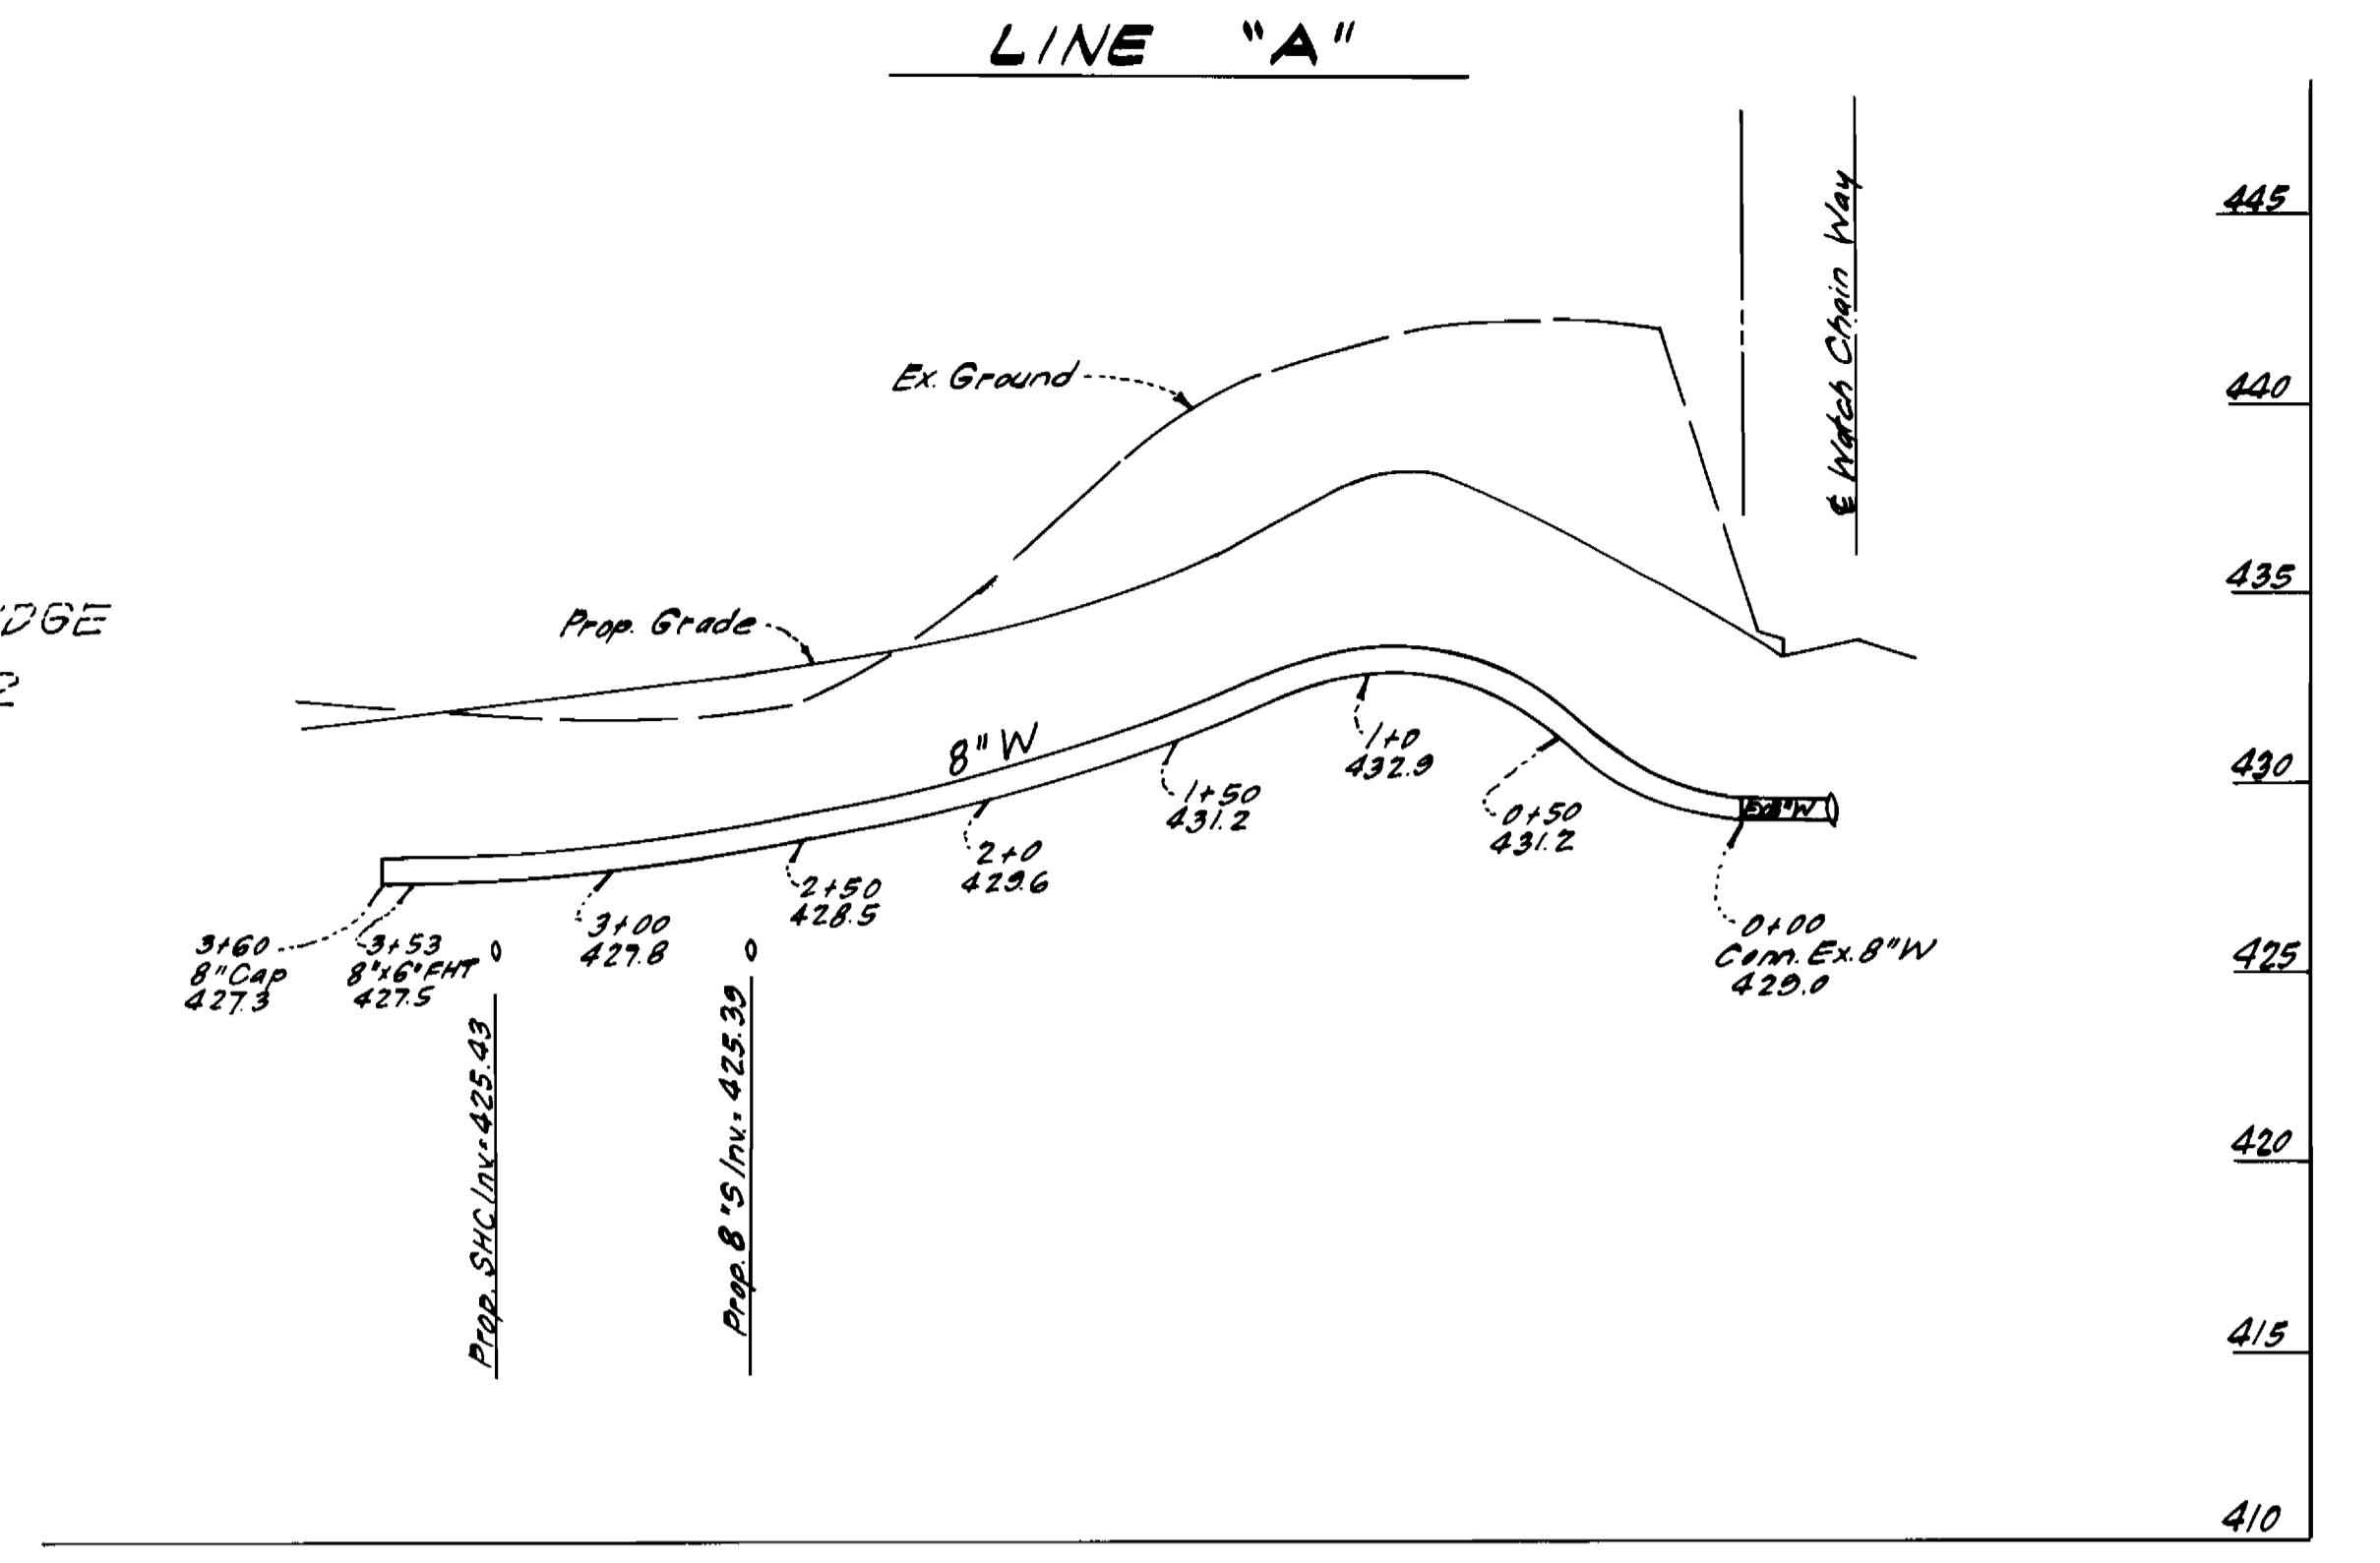 LINE "A"
℄ Watch Chain Way
445
440
435
430
425
420
415
410
Ex. Ground
Prop. Grade
8" W
1+0
432.9
1+50
431.2
0+50
431.2
Ex 8" W
2+0
429.6
2+50
428.5
3+00
427.8
3+53
8"x6" FHT
427.5
3+60
8" Cap
427.3
0+00
Conn. Ex. 8" W
429.0
Prop. SHC Inv = 425.43
Prop. 8" S Inv. = 425.39